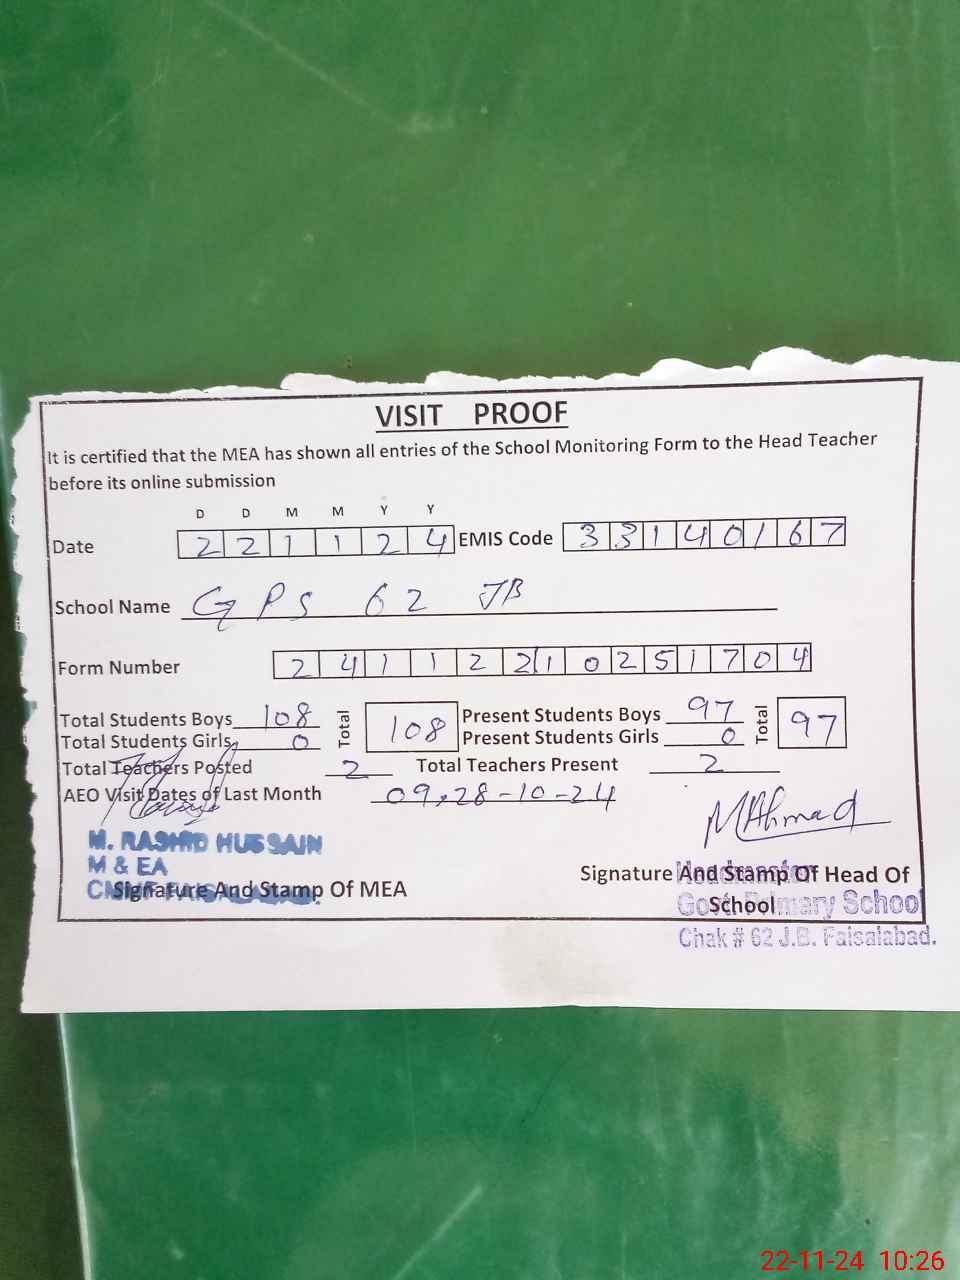 VISIT PROOF
It is certified that the MEA has shown all entries of the School Monitoring Form to the Head Teacher
before its online submission
D D M M Y Y
Date 2 2 1 1 2 4 EMIS Code 3 3 1 4 0 1 6 7
School Name GPS 62 JB
Form Number 2 4 1 1 2 2 1 0 2 5 1 7 0 4
Total Students Boys 108 Total 108 Present Students Boys 97 Total 97
Total Students Girls 0 Present Students Girls 0
Total Teachers Posted 2 Total Teachers Present 2
AEO Visit Dates of Last Month 09,28-10-24
MAhmad
M. RASHID HUSSAIN
M & EA
Signature And Stamp Of MEA
Signature And Stamp Of Head Of
School
Headmaster
Govt. Primary School
Chak # 62 J.B. Faisalabad.
22-11-24 10:26